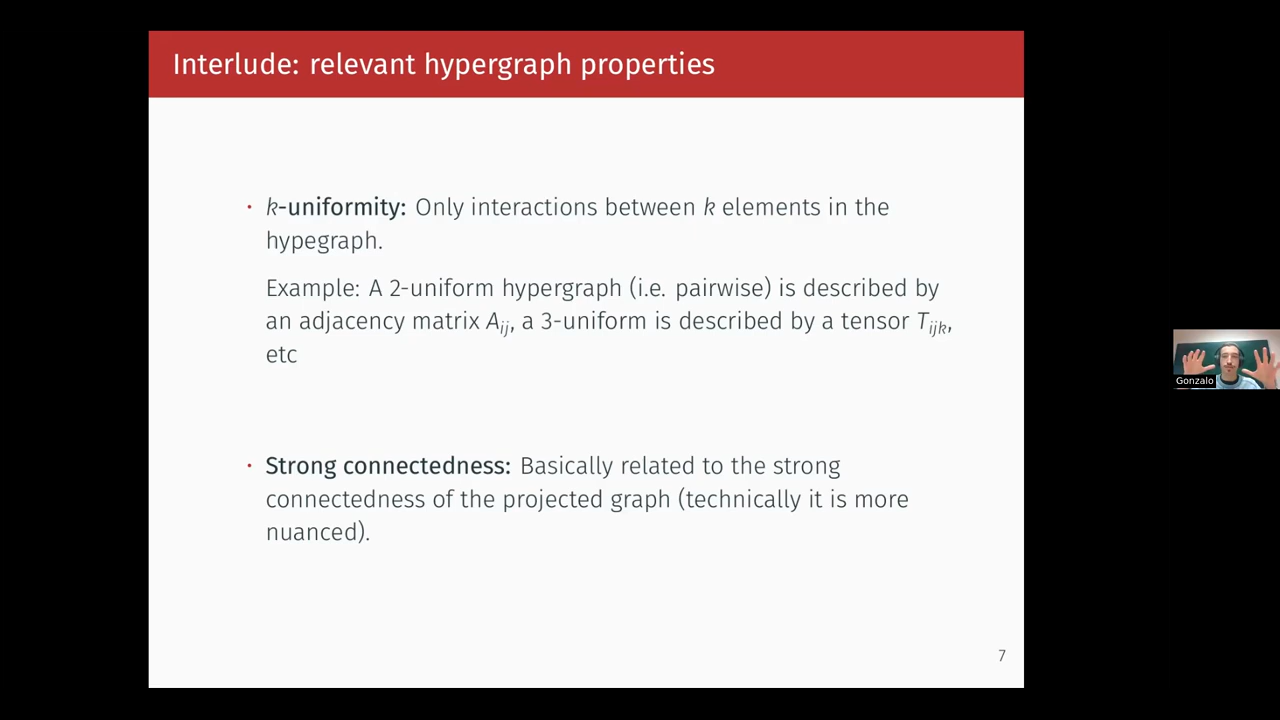 Interlude: relevant hypergraph properties
· k-uniformity: Only interactions between k elements in the
hypegraph.
Example: A 2-uniform hypergraph (i.e. pairwise) is described by
an adjacency matrix Aij, a 3-uniform is described by a tensor Tijk,
etc
· Strong connectedness: Basically related to the strong
connectedness of the projected graph (technically it is more
nuanced).
Gonzalo
7